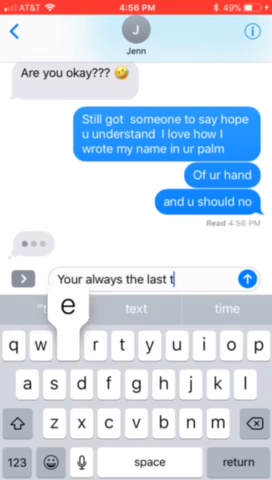 AT&T 4:56 PM 49%
J
Jenn
Are you okay??? 🤪
Still got  someone to say hope
u understand  I love how I
wrote my name in ur palm
Of ur hand
and u should no
Read 4:56 PM
Your always the last t
text time
e
q w r t y u i o p
a s d f g h j k l
z x c v b n m
123 space return